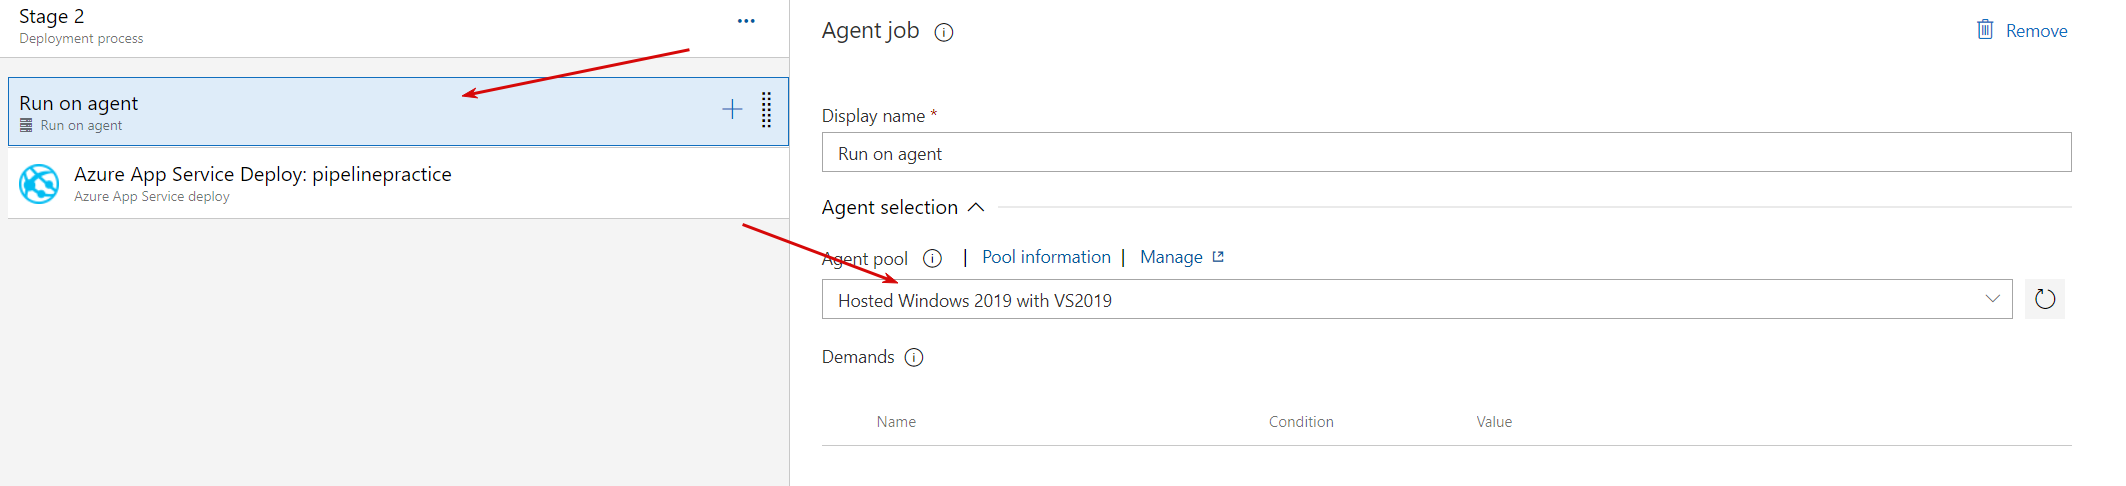 Stage 2
Deployment process
Run on agent
Run on agent
Azure App Service Deploy: pipelinepractice
Azure App Service deploy
Agent job
Remove
Display name *
Run on agent
Agent selection
Agent pool | Pool information | Manage
Hosted Windows 2019 with VS2019
Demands
Name Condition Value